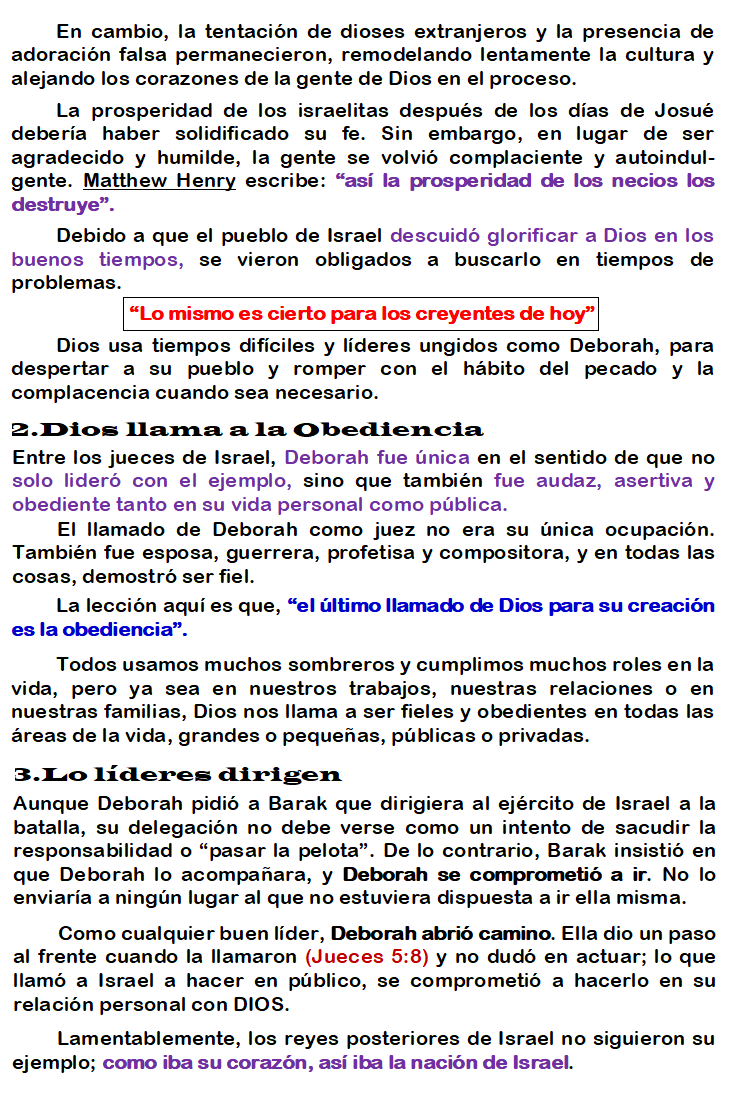 En cambio, la tentación de dioses extranjeros y la presencia de
adoración falsa permanecieron, remodelando lentamente la cultura y
alejando los corazones de la gente de Dios en el proceso.
La prosperidad de los israelitas después de los días de Josué
debería haber solidificado su fe. Sin embargo, en lugar de ser
agradecido y humilde, la gente se volvió complaciente y autoindul-
gente. Matthew Henry escribe: “así la prosperidad de los necios los
destruye”.
Debido a que el pueblo de Israel descuidó glorificar a Dios en los
buenos tiempos, se vieron obligados a buscarlo en tiempos de
problemas.
“Lo mismo es cierto para los creyentes de hoy”
Dios usa tiempos difíciles y líderes ungidos como Deborah, para
despertar a su pueblo y romper con el hábito del pecado y la
complacencia cuando sea necesario.
2.Dios llama a la Obediencia
Entre los jueces de Israel, Deborah fue única en el sentido de que no
solo lideró con el ejemplo, sino que también fue audaz, asertiva y
obediente tanto en su vida personal como pública.
El llamado de Deborah como juez no era su única ocupación.
También fue esposa, guerrera, profetisa y compositora, y en todas las
cosas, demostró ser fiel.
La lección aquí es que, “el último llamado de Dios para su creación
es la obediencia”.
Todos usamos muchos sombreros y cumplimos muchos roles en la
vida, pero ya sea en nuestros trabajos, nuestras relaciones o en
nuestras familias, Dios nos llama a ser fieles y obedientes en todas las
áreas de la vida, grandes o pequeñas, públicas o privadas.
3.Lo líderes dirigen
Aunque Deborah pidió a Barak que dirigiera al ejército de Israel a la
batalla, su delegación no debe verse como un intento de sacudir la
responsabilidad o “pasar la pelota”. De lo contrario, Barak insistió en
que Deborah lo acompañara, y Deborah se comprometió a ir. No lo
enviaría a ningún lugar al que no estuviera dispuesta a ir ella misma.
Como cualquier buen líder, Deborah abrió camino. Ella dio un paso
al frente cuando la llamaron (Jueces 5:8) y no dudó en actuar; lo que
llamó a Israel a hacer en público, se comprometió a hacerlo en su
relación personal con DIOS.
Lamentablemente, los reyes posteriores de Israel no siguieron su
ejemplo; como iba su corazón, así iba la nación de Israel.